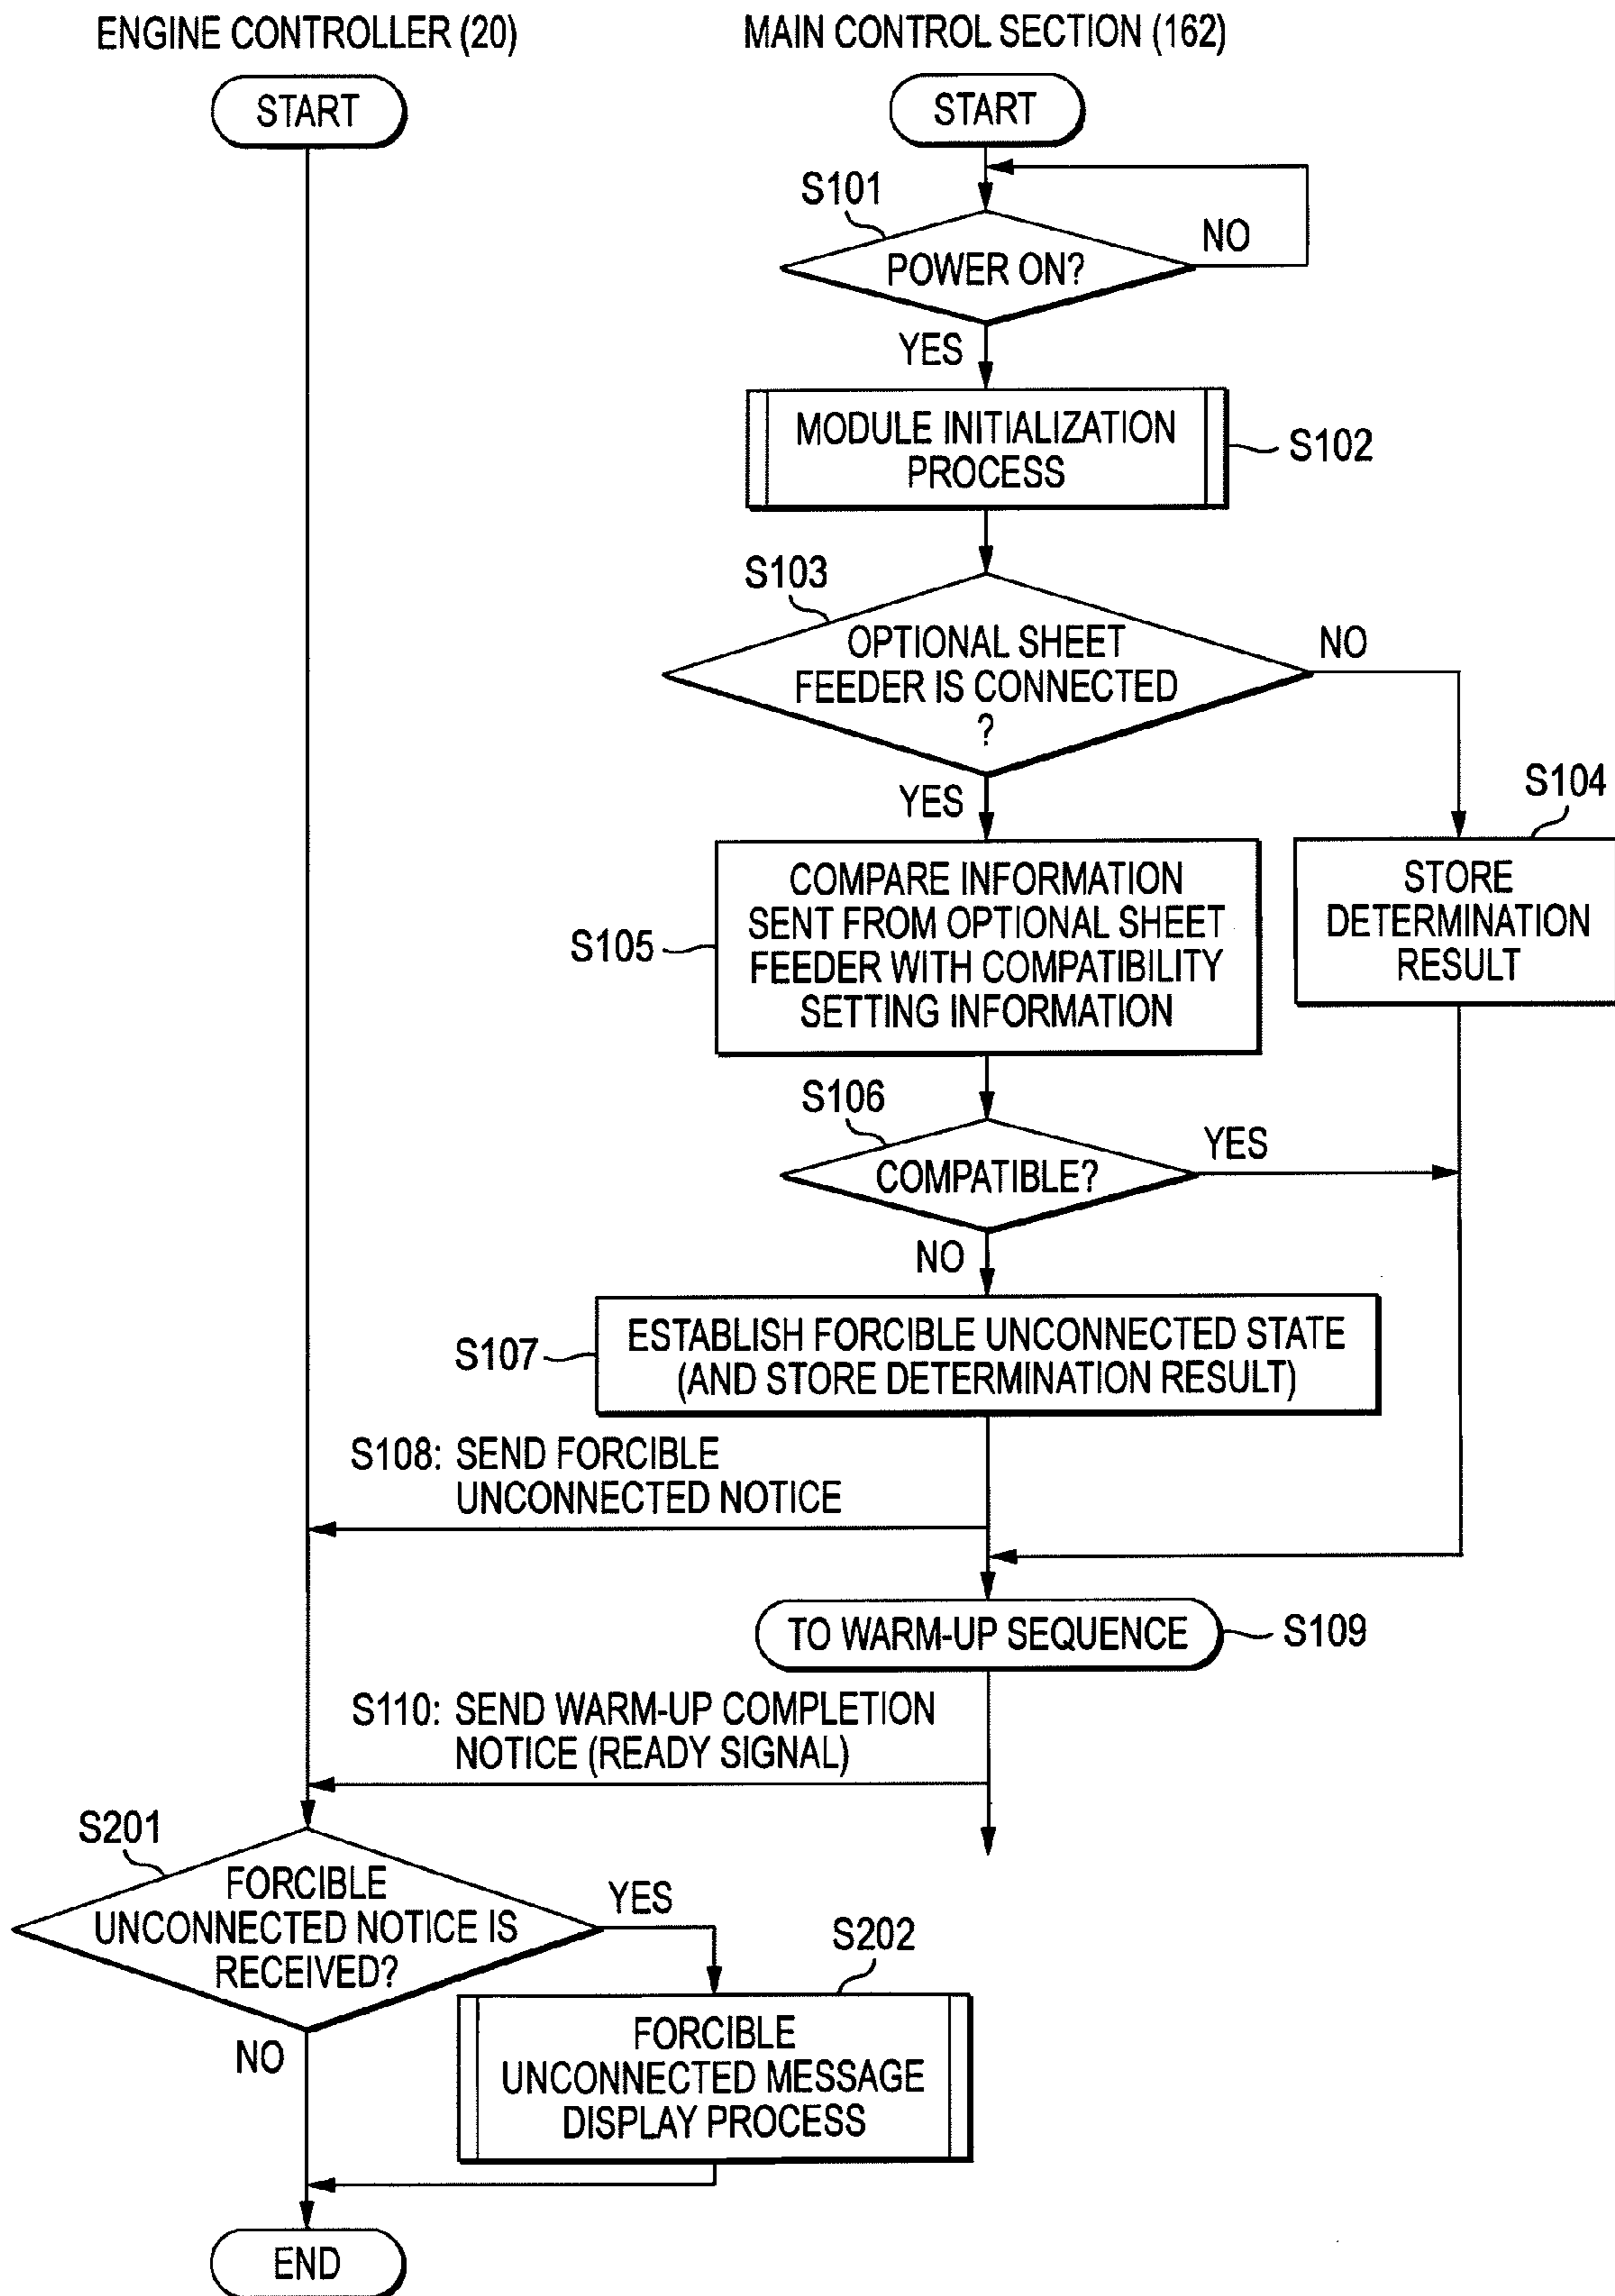 ENGINE CONTROLLER (20)
MAIN CONTROL SECTION (162)
START
START
S101
POWER ON?
NO
YES
MODULE INITIALIZATION
PROCESS
S102
S103
OPTIONAL SHEET
FEEDER IS CONNECTED
?
NO
YES
S104
STORE
DETERMINATION
RESULT
S105
COMPARE INFORMATION
SENT FROM OPTIONAL SHEET
FEEDER WITH COMPATIBILITY
SETTING INFORMATION
S106
COMPATIBLE?
YES
NO
S107
ESTABLISH FORCIBLE UNCONNECTED STATE
(AND STORE DETERMINATION RESULT)
S108: SEND FORCIBLE
UNCONNECTED NOTICE
TO WARM-UP SEQUENCE
S109
S110: SEND WARM-UP COMPLETION
NOTICE (READY SIGNAL)
S201
FORCIBLE
UNCONNECTED NOTICE IS
RECEIVED?
YES
NO
S202
FORCIBLE
UNCONNECTED MESSAGE
DISPLAY PROCESS
END